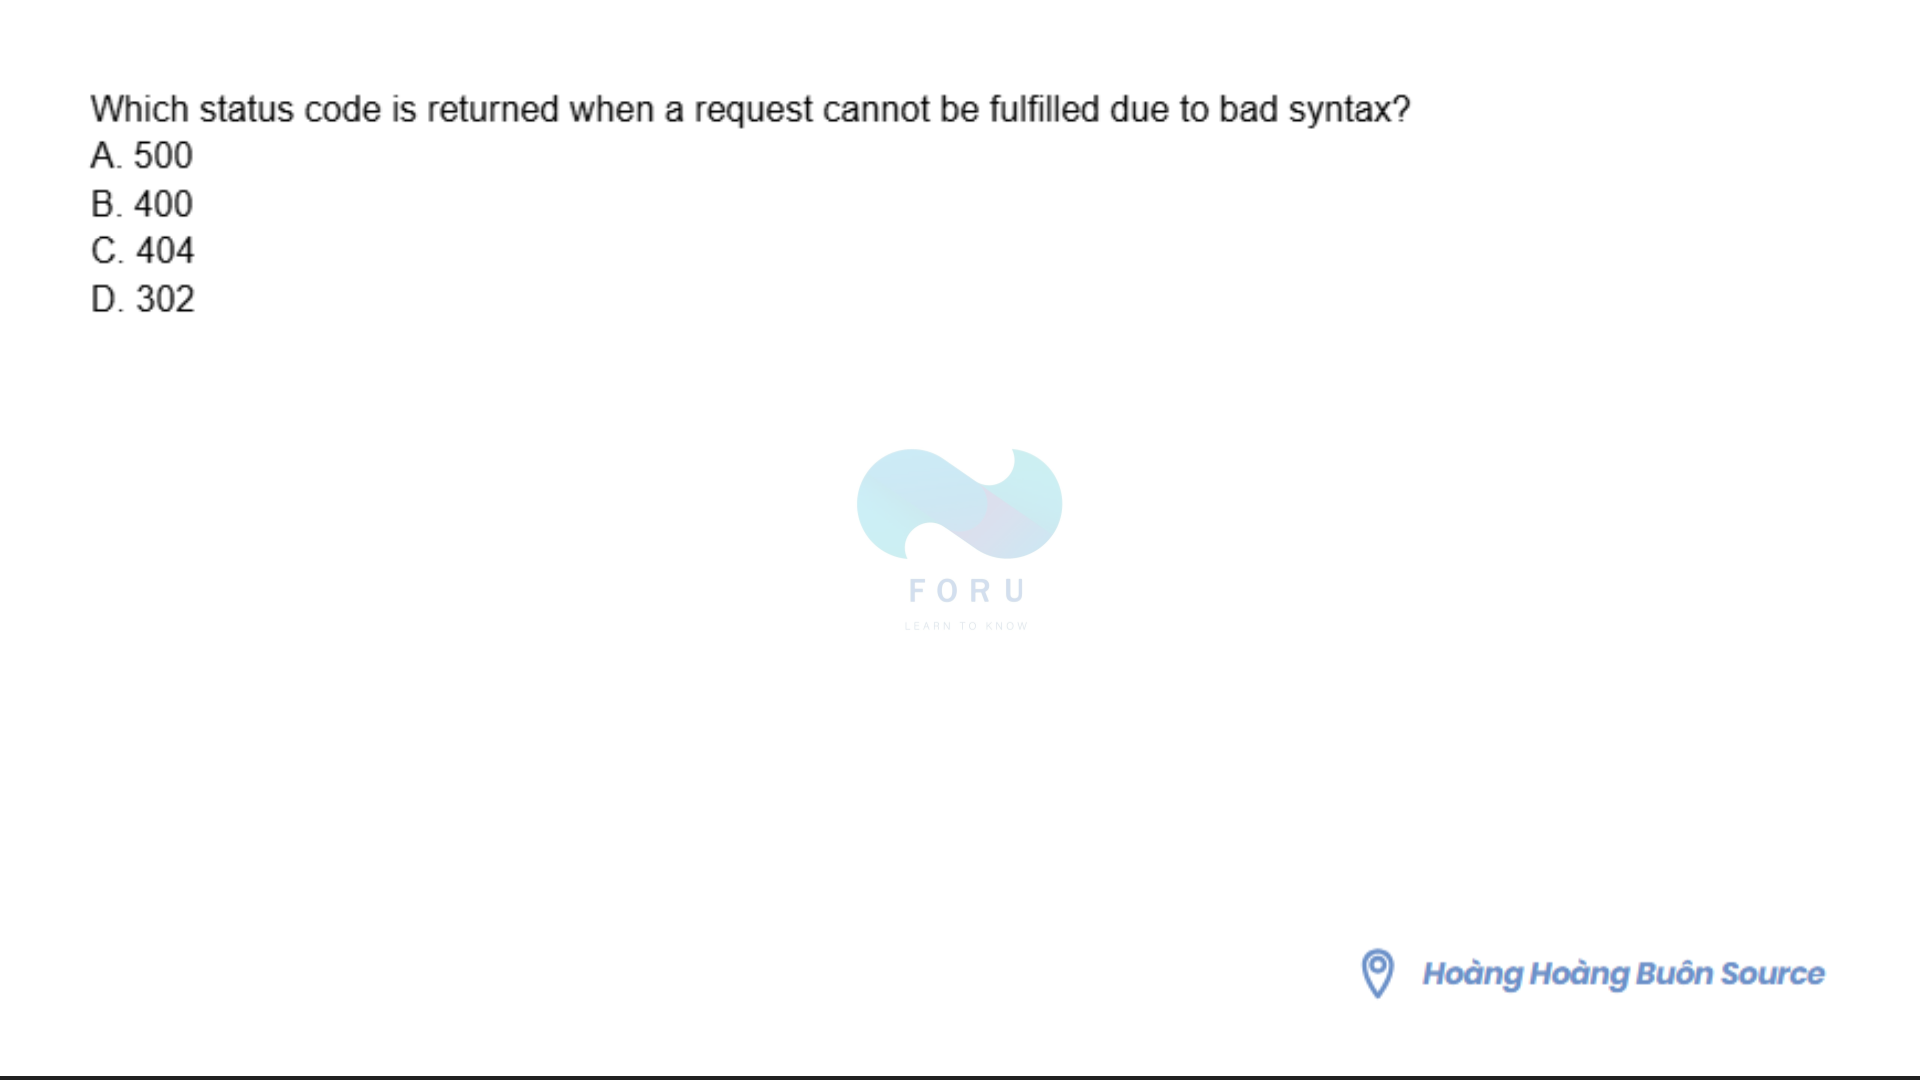 Which status code is returned when a request cannot be fulfilled due to bad syntax?
A. 500
B. 400
C. 404
D. 302
FORU
LEARN TO KNOW
Hoàng Hoàng Buôn Source